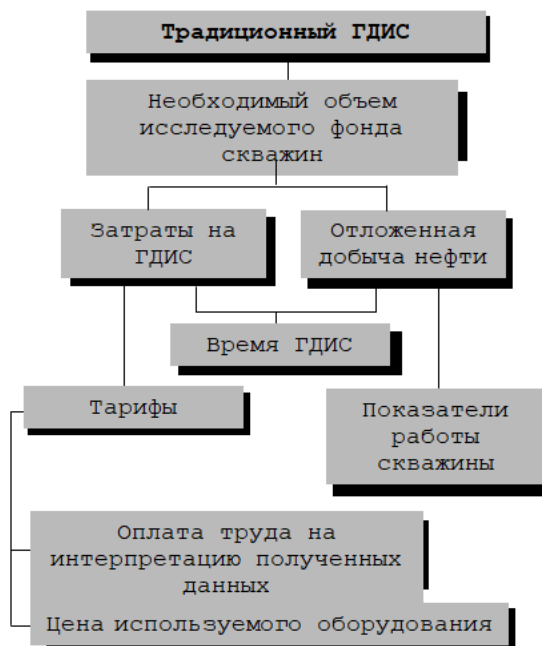 Традиционный ГДИС
Необходимый объем
исследуемого фонда
скважин
Затраты на
ГДИС
Отложенная
добыча нефти
Время ГДИС
Тарифы
Показатели
работы
скважины
Оплата труда на
интерпретацию полученных
данных
Цена используемого оборудования